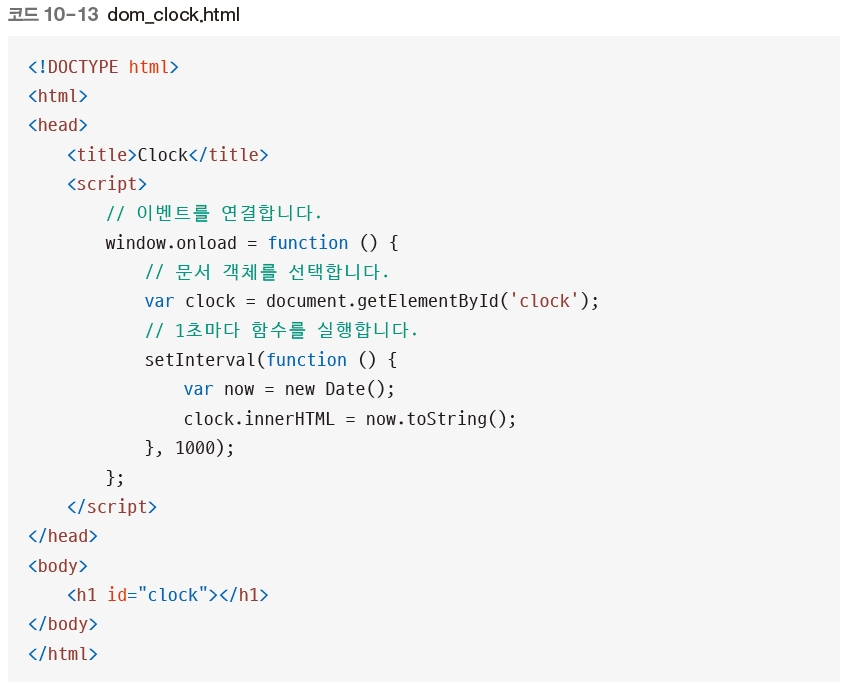 코드 10-13 dom_clock.html
<!DOCTYPE html>
<html>
<head>
    <title>Clock</title>
    <script>
        // 이벤트를 연결합니다.
        window.onload = function () {
            // 문서 객체를 선택합니다.
            var clock = document.getElementById('clock');
            // 1초마다 함수를 실행합니다.
            setInterval(function () {
                var now = new Date();
                clock.innerHTML = now.toString();
            }, 1000);
        };
    </script>
</head>
<body>
    <h1 id="clock"></h1>
</body>
</html>